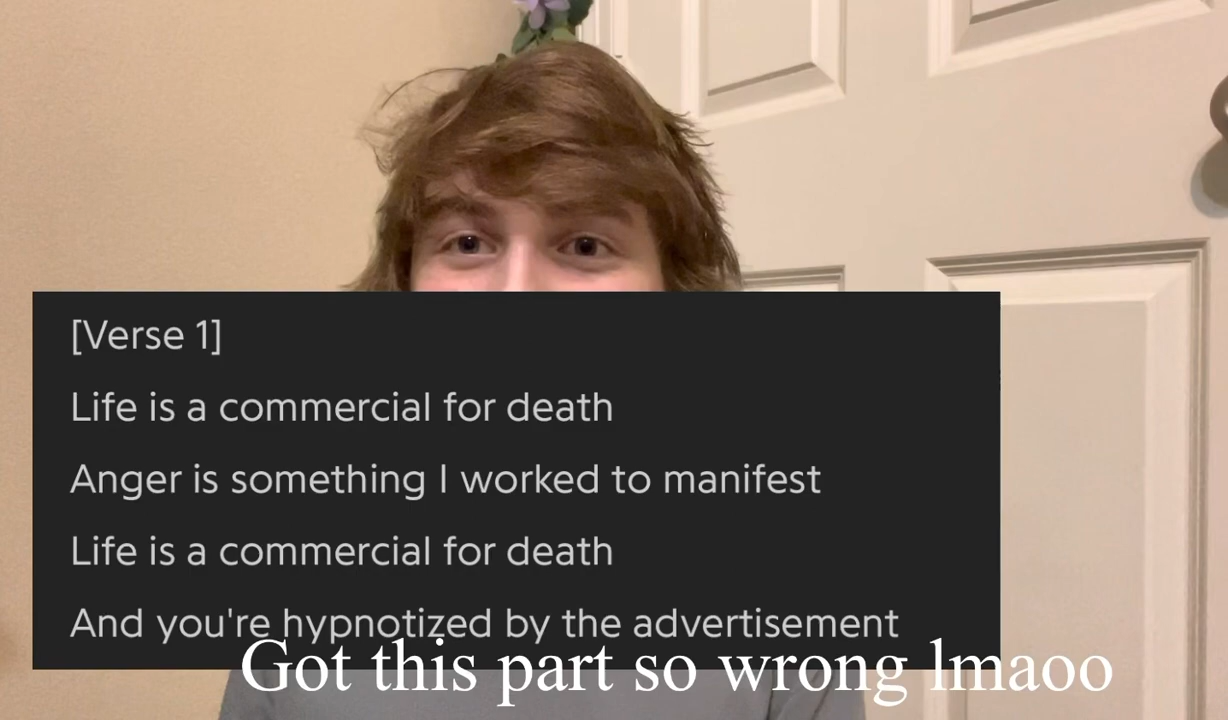 [Verse 1]
Life is a commercial for death
Anger is something I worked to manifest
Life is a commercial for death
And you're hypnotized by the advertisement
Got this part so wrong lmaoo